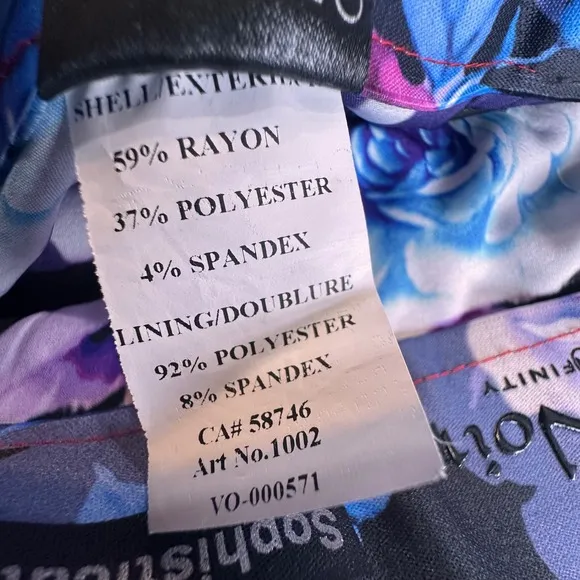 SHELL/EXTERIEUR
59% RAYON
37% POLYESTER
4% SPANDEX
LINING/DOUBLURE
92% POLYESTER
8% SPANDEX
CA# 58746
Art No.1002
VO-000571